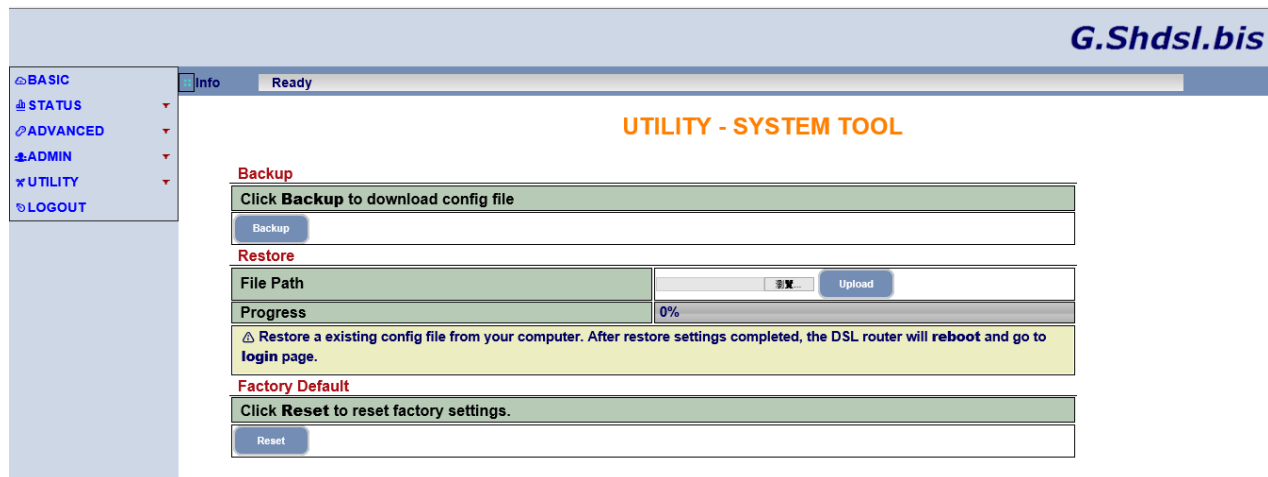 G.Shdsl.bis
BASIC
STATUS
ADVANCED
ADMIN
UTILITY
LOGOUT
Info
Ready
UTILITY - SYSTEM TOOL
Backup
Click Backup to download config file
Backup
Restore
File Path
Upload
Progress
0%
Restore a existing config file from your computer. After restore settings completed, the DSL router will reboot and go to
login page.
Factory Default
Click Reset to reset factory settings.
Reset